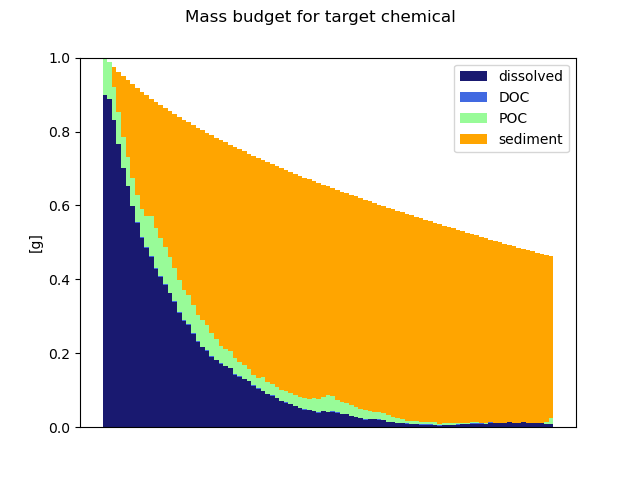 Mass budget for target chemical
1.0
0.8
0.6
0.4
0.2
0.0
[g]
dissolved
DOC
POC
sediment